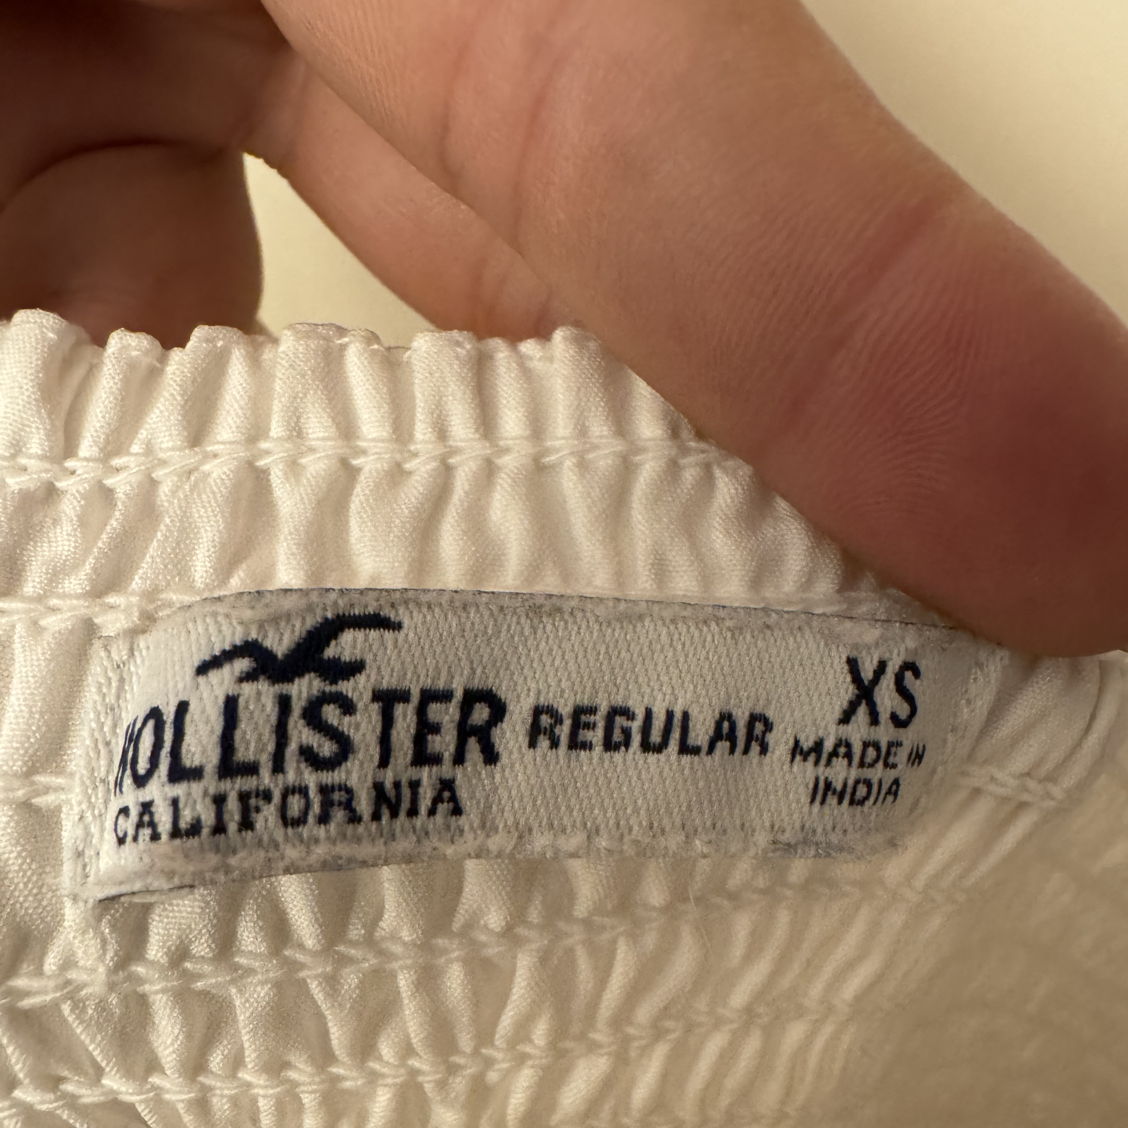 HOLLISTER
CALIFORNIA
REGULAR
XS
MADE IN
INDIA